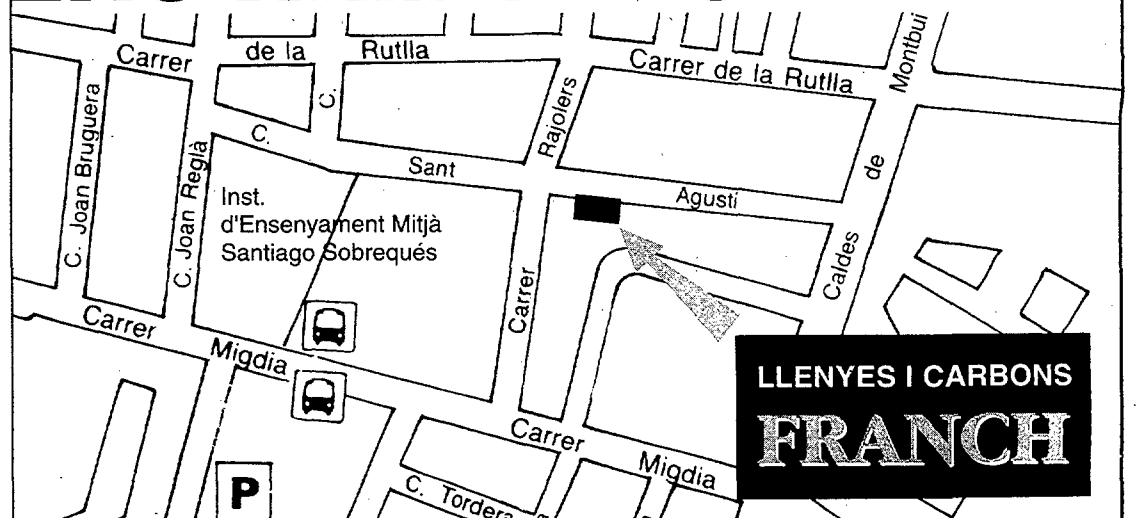 Carrer de la Rutlla
Carrer de la Rutlla
Montbui
de
Caldes
C. Joan Bruguera
C. Joan Reglà
C.
C.
Sant
Agustí
Rajolers
Carrer
Inst.
d'Ensenyament Mitjà
Santiago Sobrequés
Carrer
Migdia
Carrer
Migdia
C. Tordera
P
LLENYES I CARBONS
FRANCH